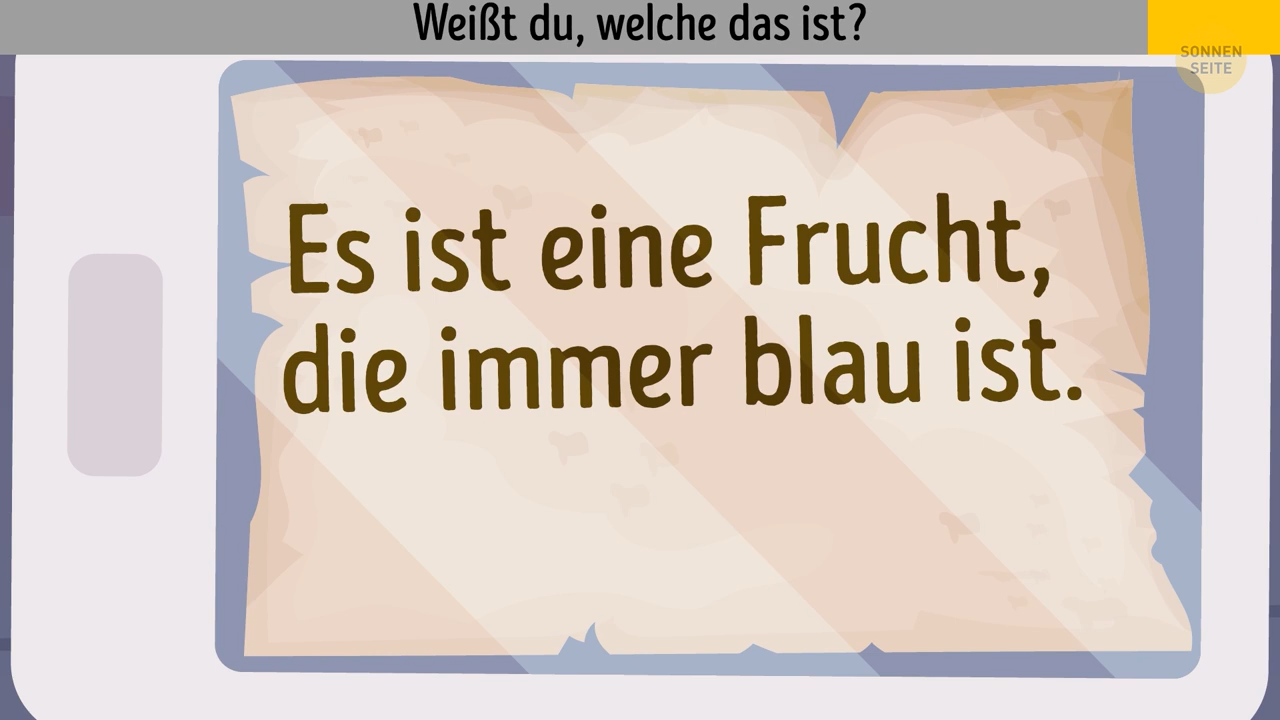 Weißt du, welche das ist?
SONNEN
SEITE
Es ist eine Frucht,
die immer blau ist.